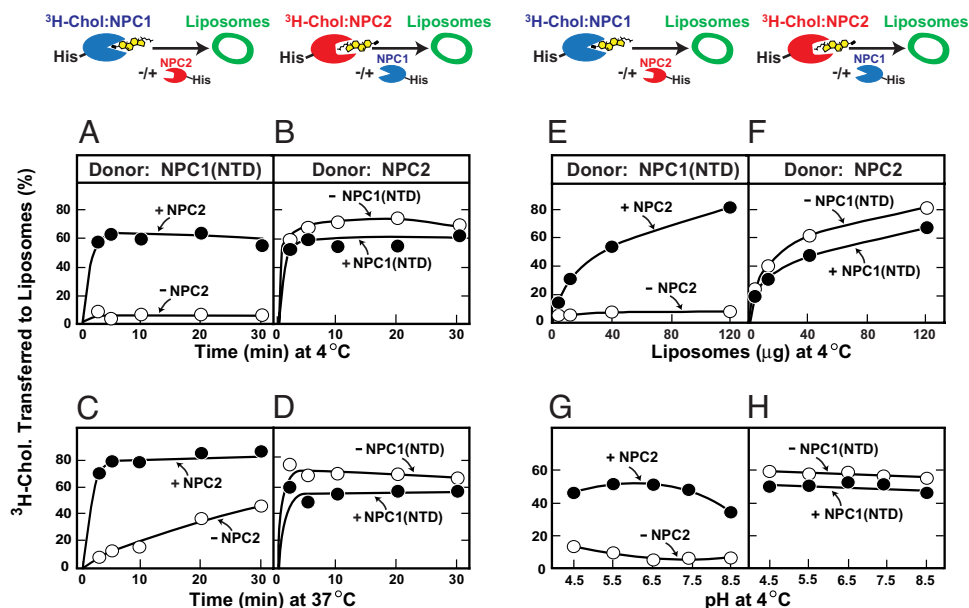 ³H-Chol:NPC1 Liposomes ³H-Chol:NPC2 Liposomes ³H-Chol:NPC1 Liposomes ³H-Chol:NPC2 Liposomes
His NPC2 His NPC1 His NPC2 His NPC1
-/+ His -/+ His -/+ His -/+ His
A B E F
Donor: NPC1(NTD) Donor: NPC2 Donor: NPC1(NTD) Donor: NPC2
³H-Chol. Transferred to Liposomes (%)
80
60
40
20
0
+ NPC2
– NPC2
– NPC1(NTD)
+ NPC1(NTD)
0 10 20 30 0 10 20 30
Time (min) at 4°C
80
60
40
20
0
+ NPC2
– NPC2
– NPC1(NTD)
+ NPC1(NTD)
0 40 80 120 0 40 80 120
Liposomes (μg) at 4°C
C D G H
80
60
40
20
0
+ NPC2
– NPC2
– NPC1(NTD)
+ NPC1(NTD)
0 10 20 30 0 10 20 30
Time (min) at 37°C
60
40
20
0
+ NPC2
– NPC2
– NPC1(NTD)
+ NPC1(NTD)
4.5 5.5 6.5 7.5 8.5 4.5 5.5 6.5 7.5 8.5
pH at 4°C